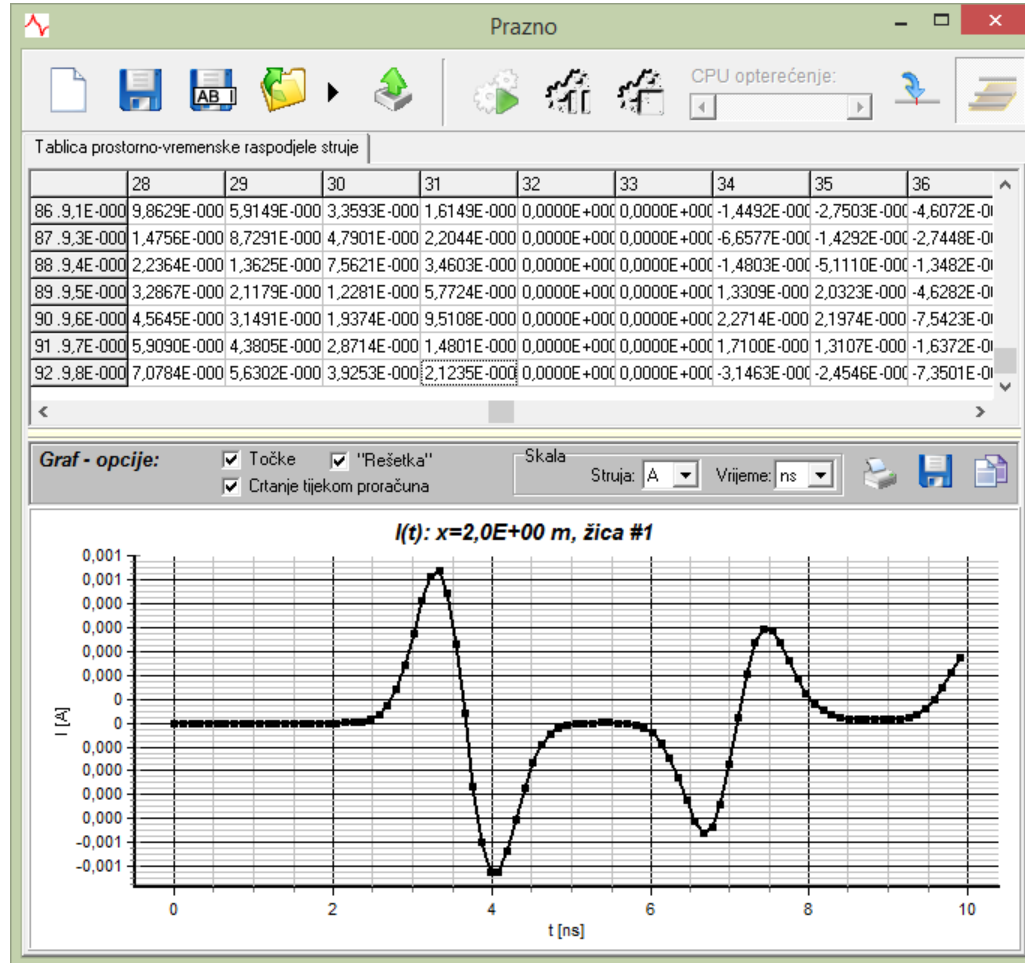 Prazno
AB
CPU opterećenje:
Tablica prostorno-vremenske raspodjele struje
28 29 30 31 32 33 34 35 36
86 .9,1E-000 9,8629E-000 5,9149E-000 3,3593E-000 1,6149E-000 0,0000E+000 0,0000E+000 -1,4492E-000 -2,7503E-000 -4,6072E-00
87 .9,3E-000 1,4756E-000 8,7291E-000 4,7901E-000 2,2044E-000 0,0000E+000 0,0000E+000 -6,6577E-000 -1,4292E-000 -2,7448E-00
88 .9,4E-000 2,2364E-000 1,3625E-000 7,5621E-000 3,4603E-000 0,0000E+000 0,0000E+000 -1,4803E-000 -5,1110E-000 -1,3482E-00
89 .9,5E-000 3,2867E-000 2,1179E-000 1,2281E-000 5,7724E-000 0,0000E+000 0,0000E+000 1,3309E-000 2,0323E-000 -4,6282E-00
90 .9,6E-000 4,5645E-000 3,1491E-000 1,9374E-000 9,5108E-000 0,0000E+000 0,0000E+000 2,2714E-000 2,1974E-000 -7,5423E-00
91 .9,7E-000 5,9090E-000 4,3805E-000 2,8714E-000 1,4801E-000 0,0000E+000 0,0000E+000 1,7100E-000 1,3107E-000 -1,6372E-00
92 .9,8E-000 7,0784E-000 5,6302E-000 3,9253E-000 2,1235E-000 0,0000E+000 0,0000E+000 -3,1463E-000 -2,4546E-000 -7,3501E-00
Graf - opcije:
Točke
"Rešetka"
Crtanje tijekom proračuna
Skala
Struja: A
Vrijeme: ns
I(t): x=2,0E+00 m, žica #1
0,001
0,001
0,000
0,000
0,000
0,000
0
0
0,000
0,000
0,000
0,000
-0,001
-0,001
I [A]
0 2 4 6 8 10
t [ns]